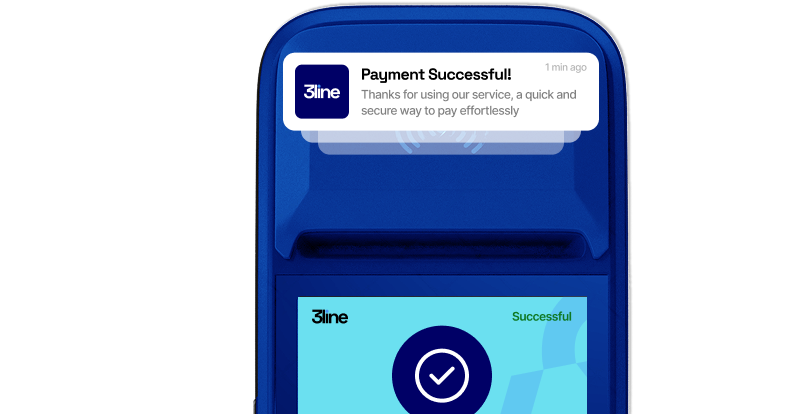 3line
Payment Successful!
1 min ago
Thanks for using our service, a quick and
secure way to pay effortlessly
3line
Successful